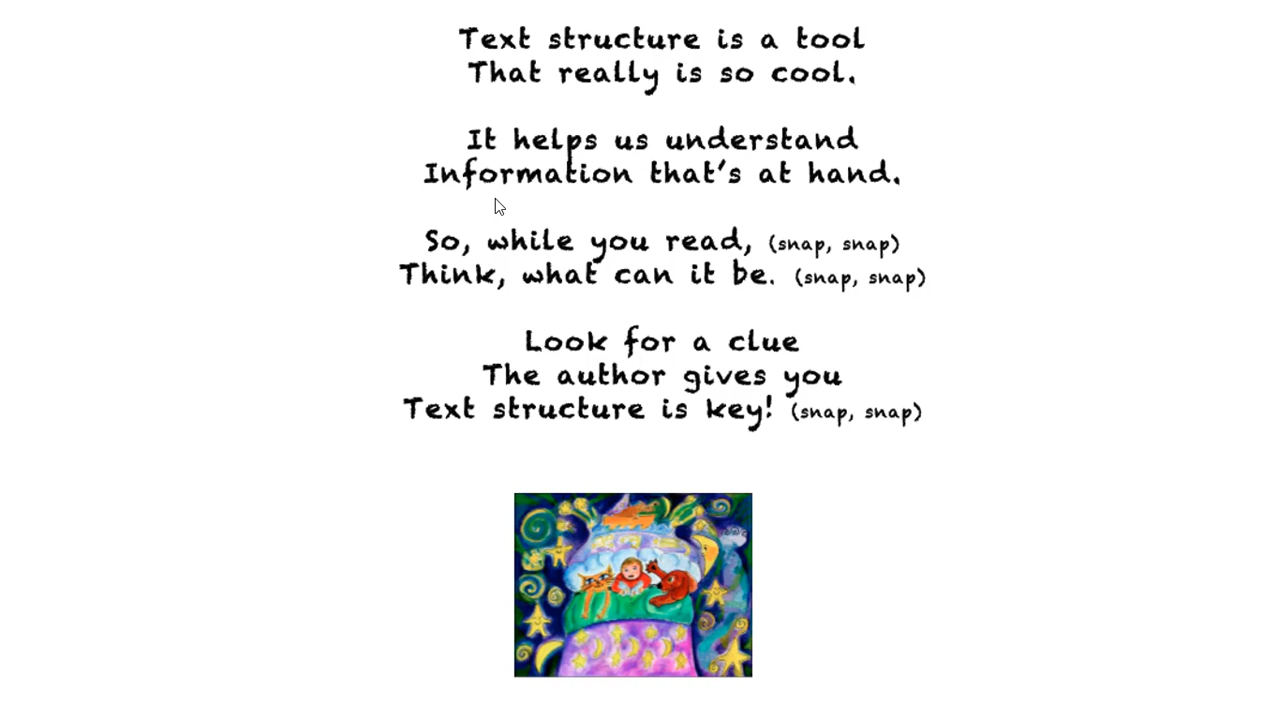 Text structure is a tool
That really is so cool.
It helps us understand
Information that's at hand.
So, while you read, (snap, snap)
Think, what can it be. (snap, snap)
Look for a clue
The author gives you
Text structure is key! (snap, snap)